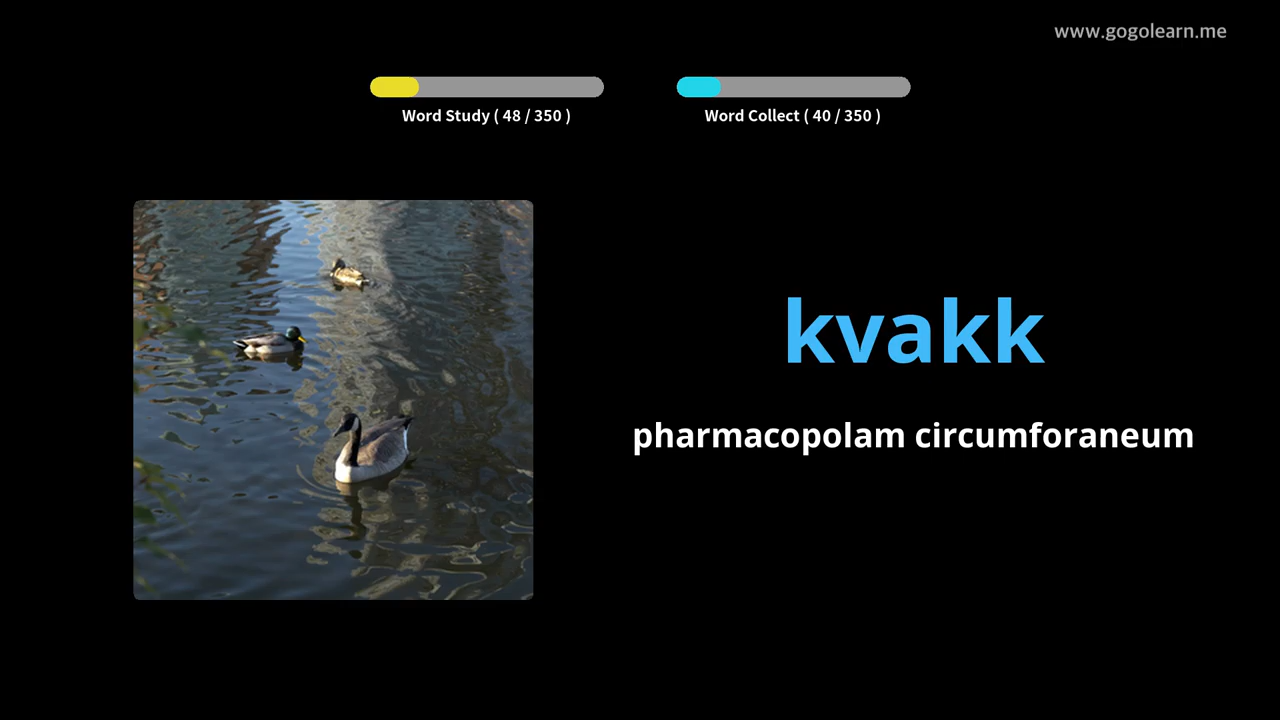 www.gogolearn.me
Word Study ( 48 / 350 )
Word Collect ( 40 / 350 )
kvakk
pharmacopolam circumforaneum